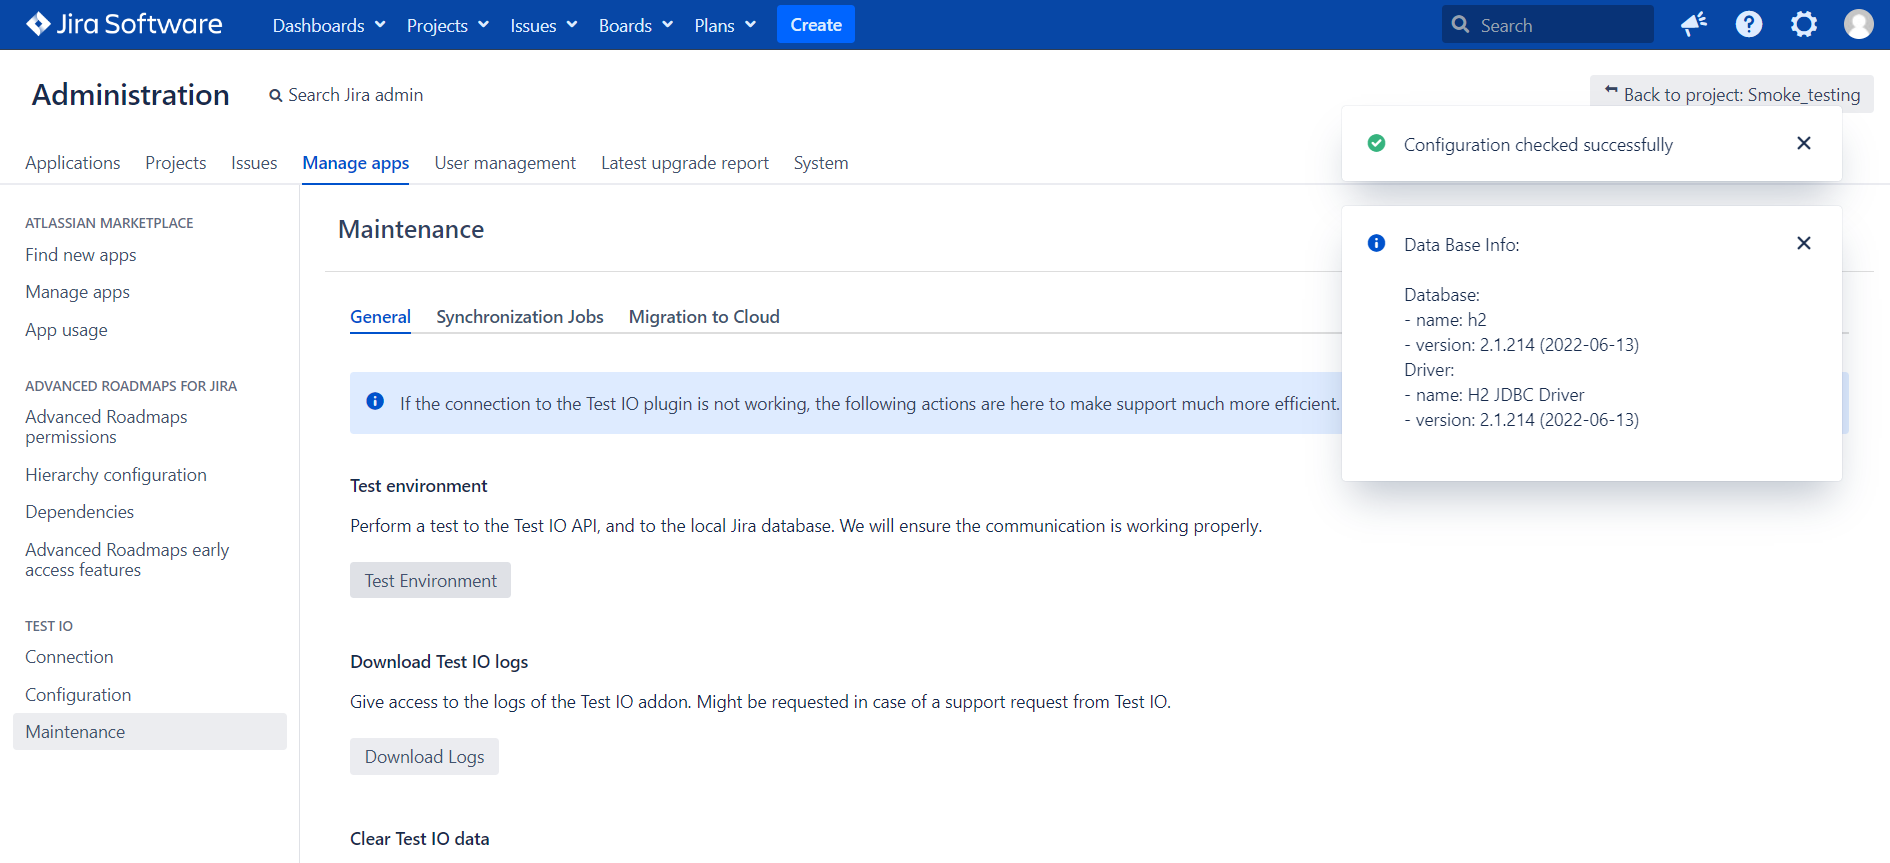 Jira Software Dashboards Projects Issues Boards Plans Create Search
Administration Search Jira admin
Back to project: Smoke_testing
Applications Projects Issues Manage apps User management Latest upgrade report System
Configuration checked successfully
ATLASSIAN MARKETPLACE
Find new apps
Manage apps
App usage
ADVANCED ROADMAPS FOR JIRA
Advanced Roadmaps
permissions
Hierarchy configuration
Dependencies
Advanced Roadmaps early
access features
TEST IO
Connection
Configuration
Maintenance
Maintenance
General Synchronization Jobs Migration to Cloud
If the connection to the Test IO plugin is not working, the following actions are here to make support much more efficient.
Test environment
Perform a test to the Test IO API, and to the local Jira database. We will ensure the communication is working properly.
Test Environment
Download Test IO logs
Give access to the logs of the Test IO addon. Might be requested in case of a support request from Test IO.
Download Logs
Clear Test IO data
Data Base Info:
Database:
- name: h2
- version: 2.1.214 (2022-06-13)
Driver:
- name: H2 JDBC Driver
- version: 2.1.214 (2022-06-13)